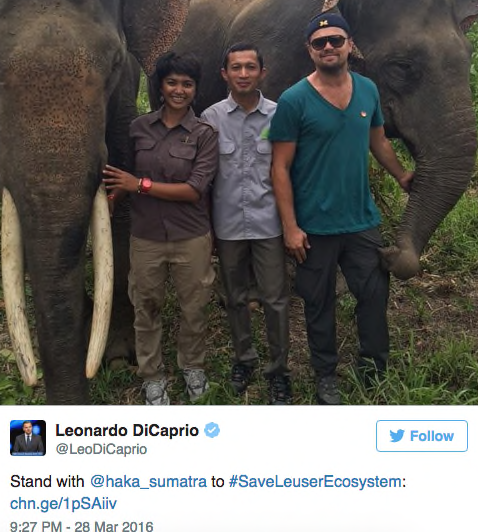 Leonardo DiCaprio
@LeoDiCaprio
Follow
Stand with @haka_sumatra to #SaveLeuserEcosystem:
chn.ge/1pSAiiv
9:27 PM - 28 Mar 2016